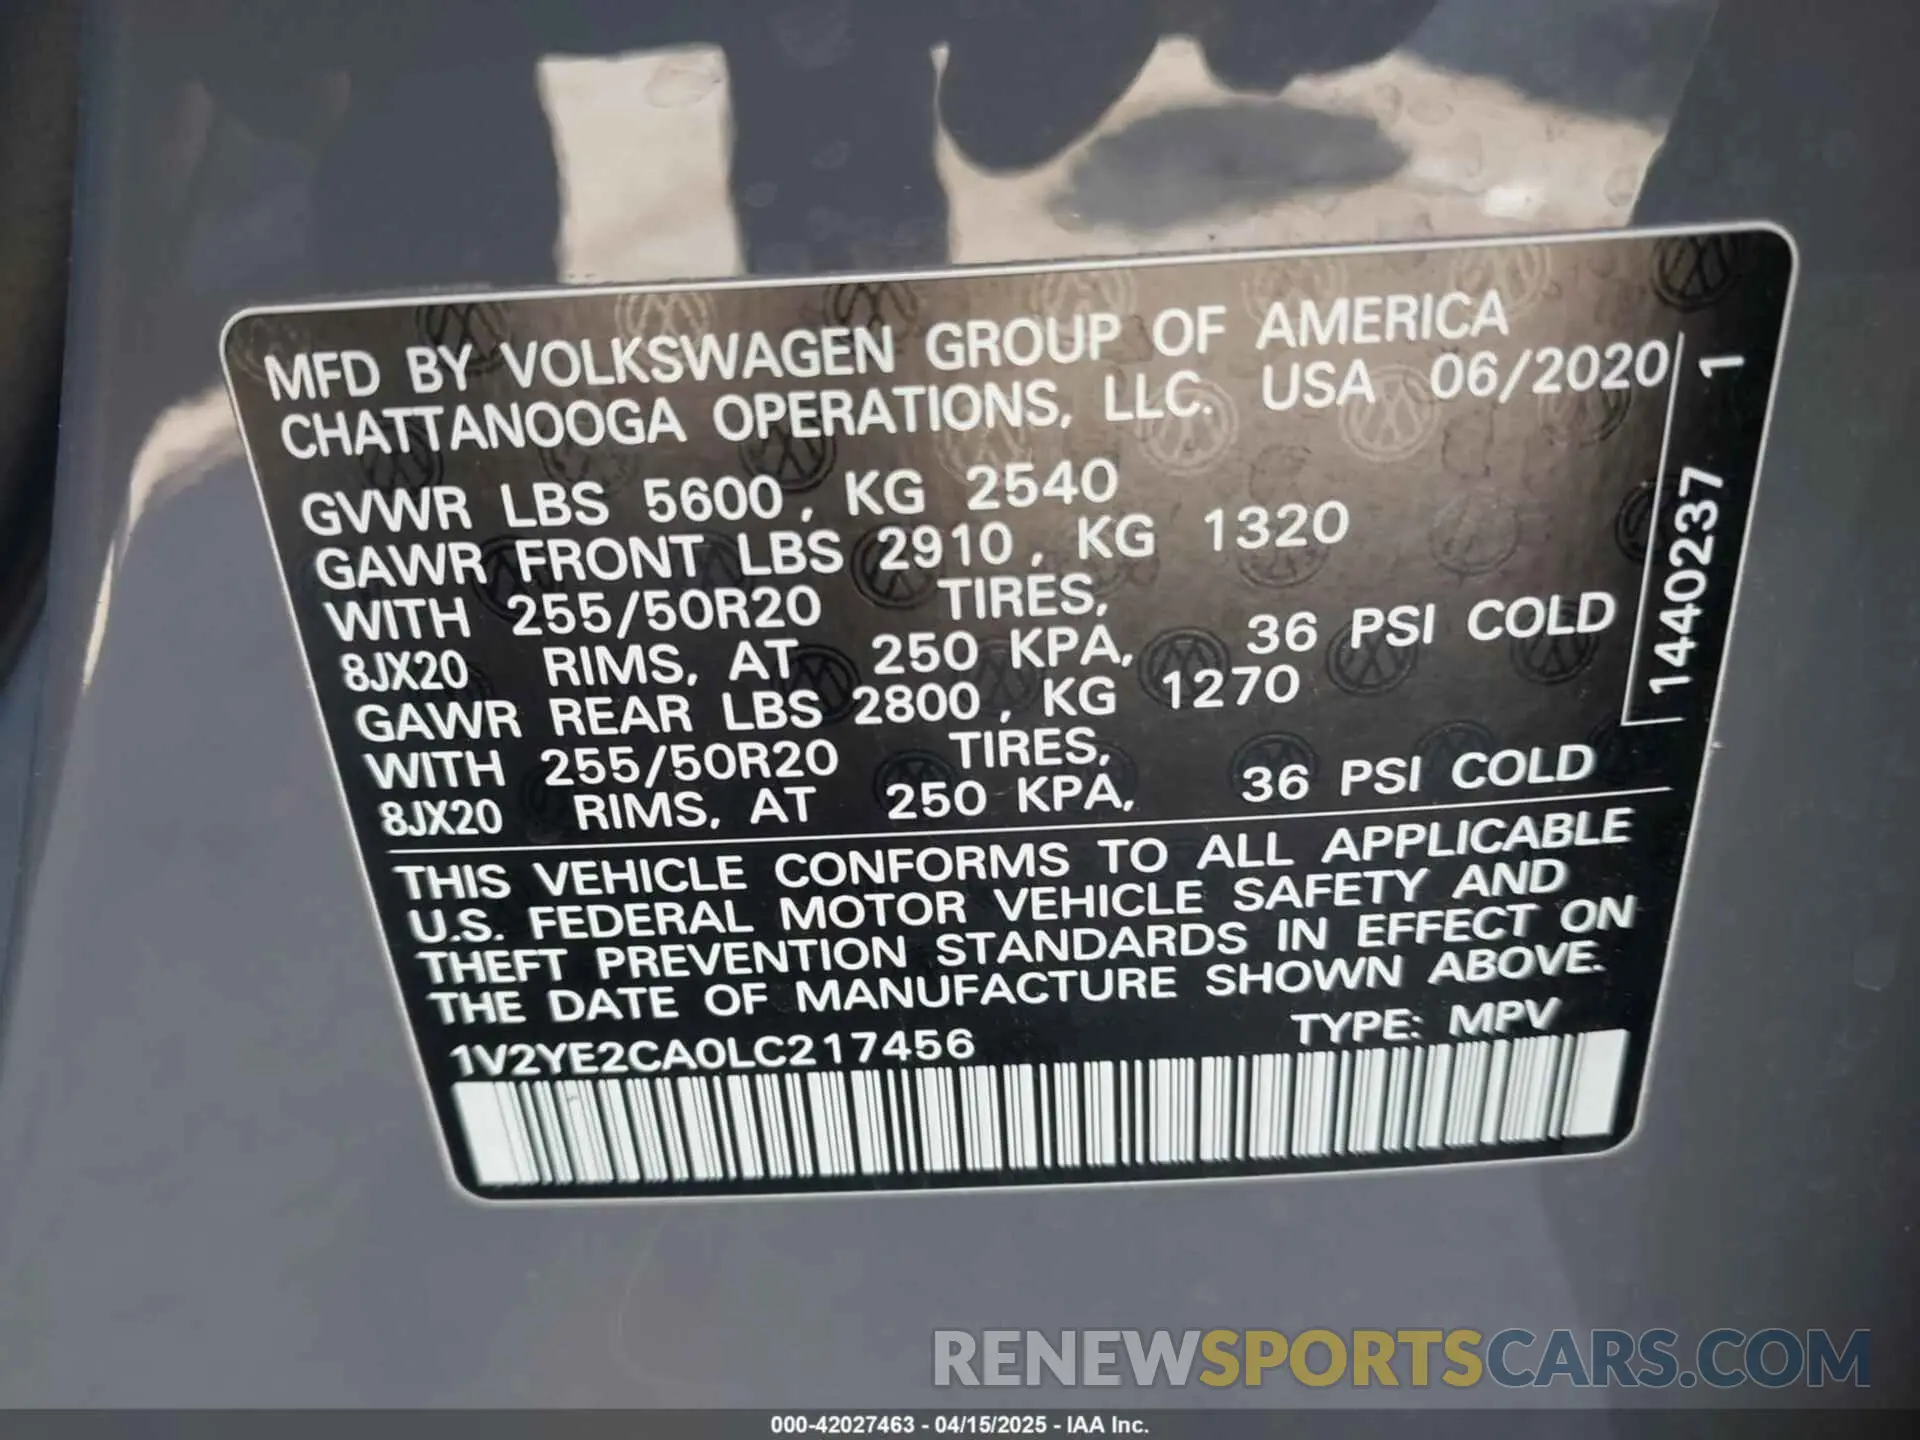 MFD BY VOLKSWAGEN GROUP OF AMERICA
CHATTANOOGA OPERATIONS, LLC. USA 06/2020
GVWR LBS 5600, KG 2540
GAWR FRONT LBS 2910, KG 1320
WITH 255/50R20 TIRES,
8JX20 RIMS, AT 250 KPA, 36 PSI COLD
GAWR REAR LBS 2800, KG 1270
WITH 255/50R20 TIRES,
8JX20 RIMS, AT 250 KPA, 36 PSI COLD
1440237 1
THIS VEHICLE CONFORMS TO ALL APPLICABLE
U.S. FEDERAL MOTOR VEHICLE SAFETY AND
THEFT PREVENTION STANDARDS IN EFFECT ON
THE DATE OF MANUFACTURE SHOWN ABOVE.
1V2YE2CA0LC217456 TYPE: MPV
RENEWSPORTSCARS.COM
000-42027463 - 04/15/2025 - IAA Inc.